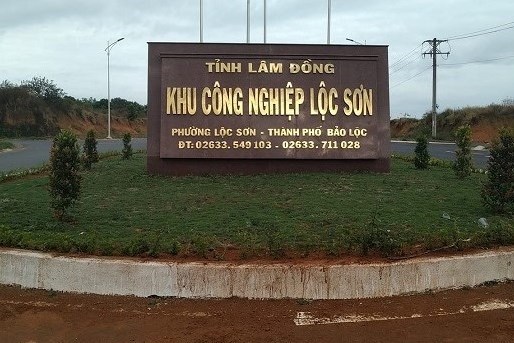 TỈNH LÂM ĐỒNG
KHU CÔNG NGHIỆP LỘC SƠN
PHƯỜNG LỘC SƠN - THÀNH PHỐ BẢO LỘC
ĐT: 02633. 549 103 - 02633. 711 028